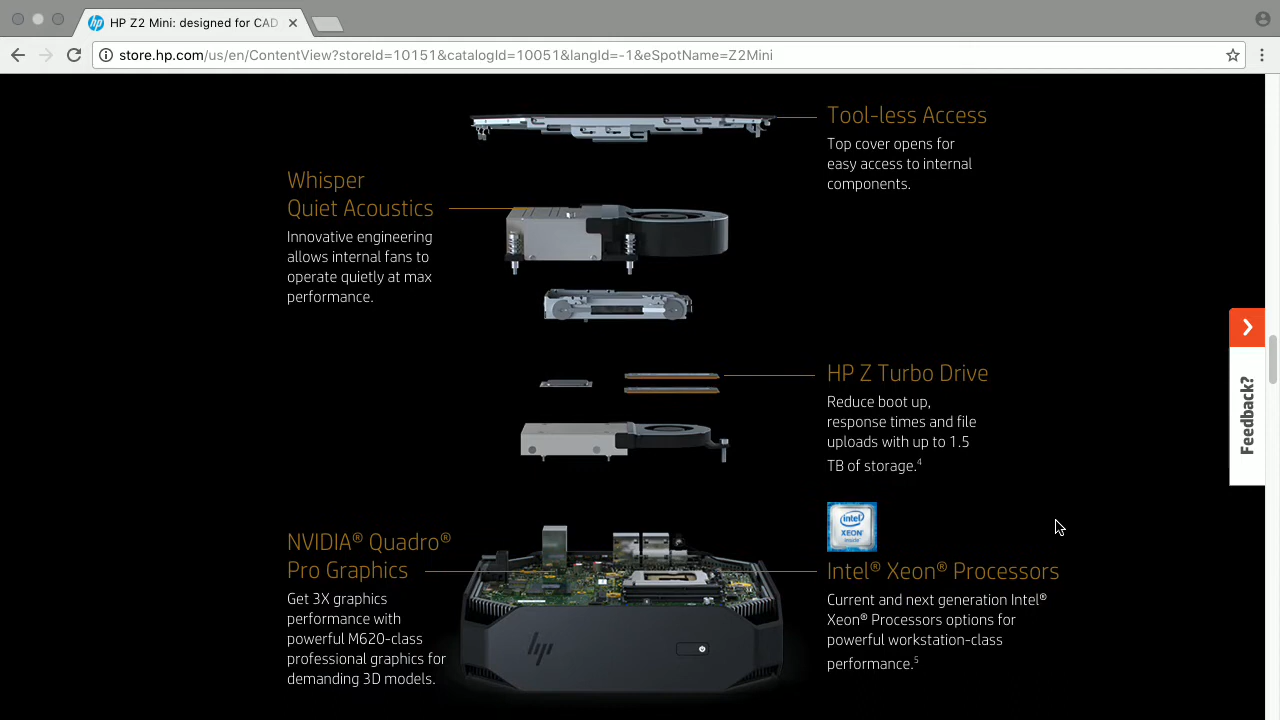 HP Z2 Mini: designed for CAD
store.hp.com/us/en/ContentView?storeId=10151&catalogId=10051&langId=-1&eSpotName=Z2Mini
Tool-less Access
Top cover opens for
easy access to internal
components.
Whisper
Quiet Acoustics
Innovative engineering
allows internal fans to
operate quietly at max
performance.
HP Z Turbo Drive
Reduce boot up,
response times and file
uploads with up to 1.5
TB of storage.4
Feedback?
intel
XEON
inside
NVIDIA® Quadro®
Pro Graphics
Get 3X graphics
performance with
powerful M620-class
professional graphics for
demanding 3D models.
Intel® Xeon® Processors
Current and next generation Intel®
Xeon® Processors options for
powerful workstation-class
performance.5
hp